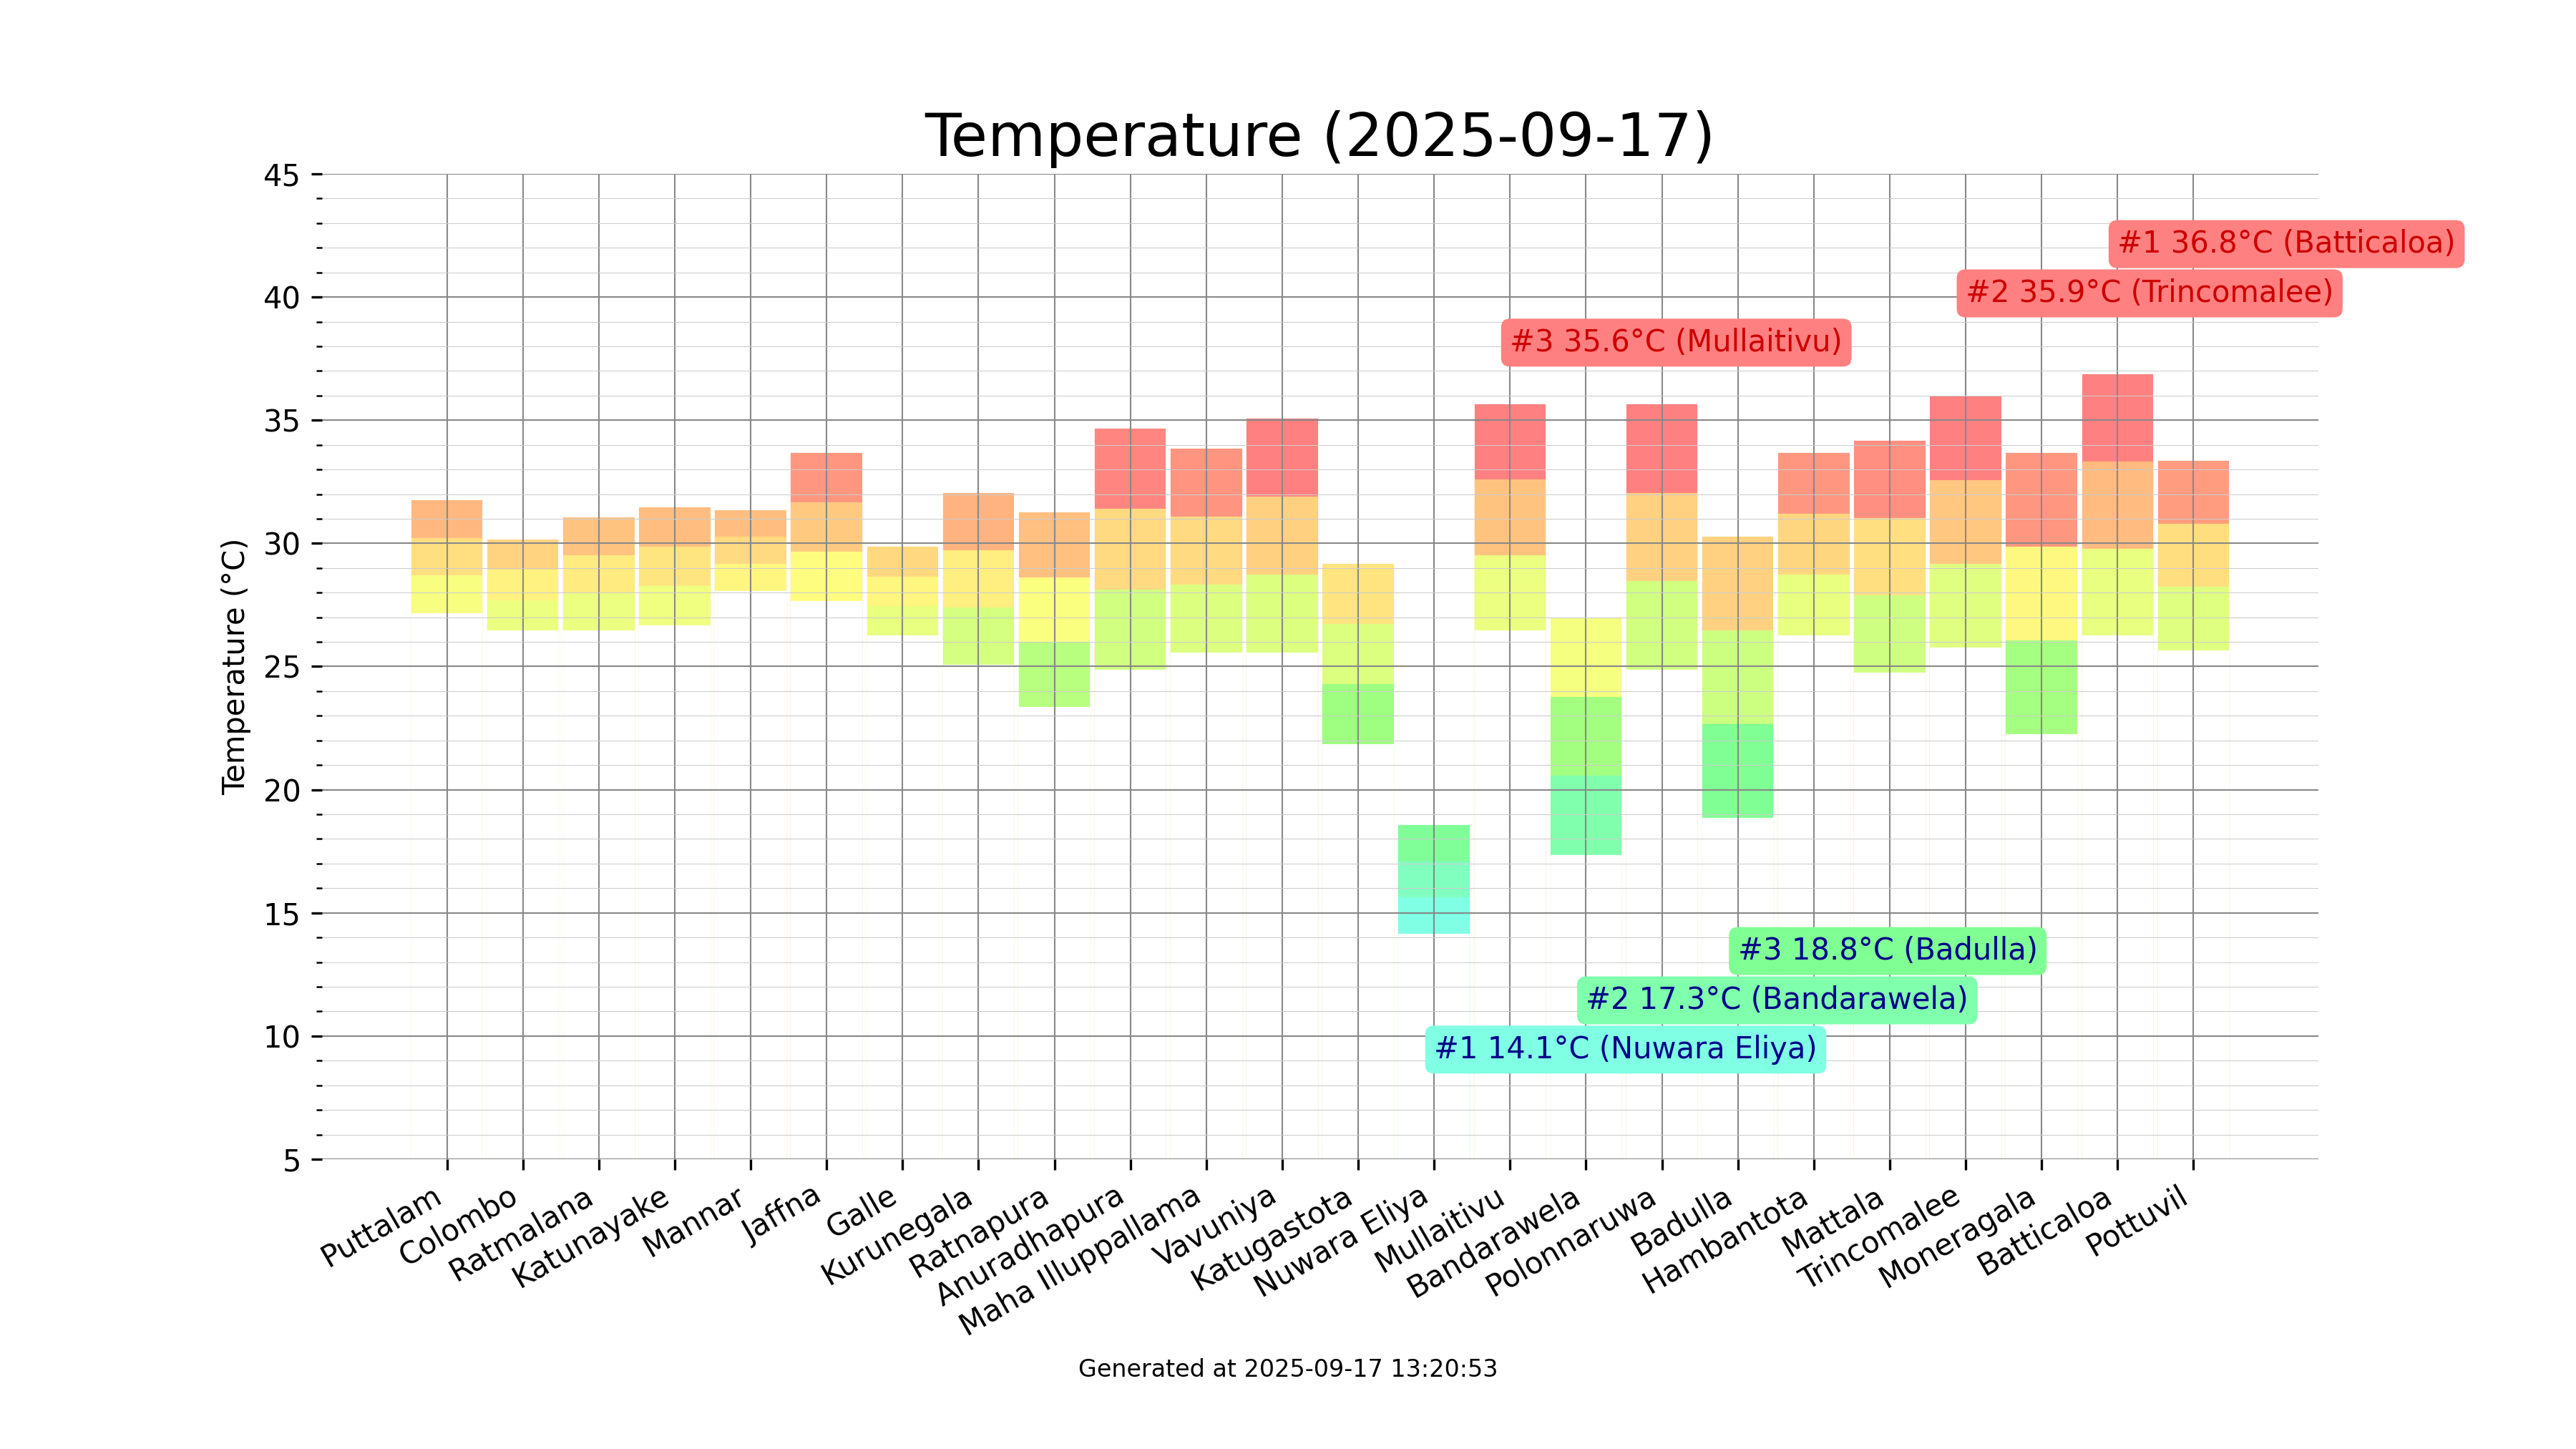 Temperature (2025-09-17)
45
40
35
30
25
20
15
10
5
Temperature (°C)
#1 36.8°C (Batticaloa)
#2 35.9°C (Trincomalee)
#3 35.6°C (Mullaitivu)
#3 18.8°C (Badulla)
#2 17.3°C (Bandarawela)
#1 14.1°C (Nuwara Eliya)
Puttalam
Colombo
Ratmalana
Katunayake
Mannar
Jaffna
Galle
Kurunegala
Ratnapura
Anuradhapura
Maha Illuppallama
Vavuniya
Katugastota
Nuwara Eliya
Mullaitivu
Bandarawela
Polonnaruwa
Badulla
Hambantota
Mattala
Trincomalee
Moneragala
Batticaloa
Pottuvil
Generated at 2025-09-17 13:20:53